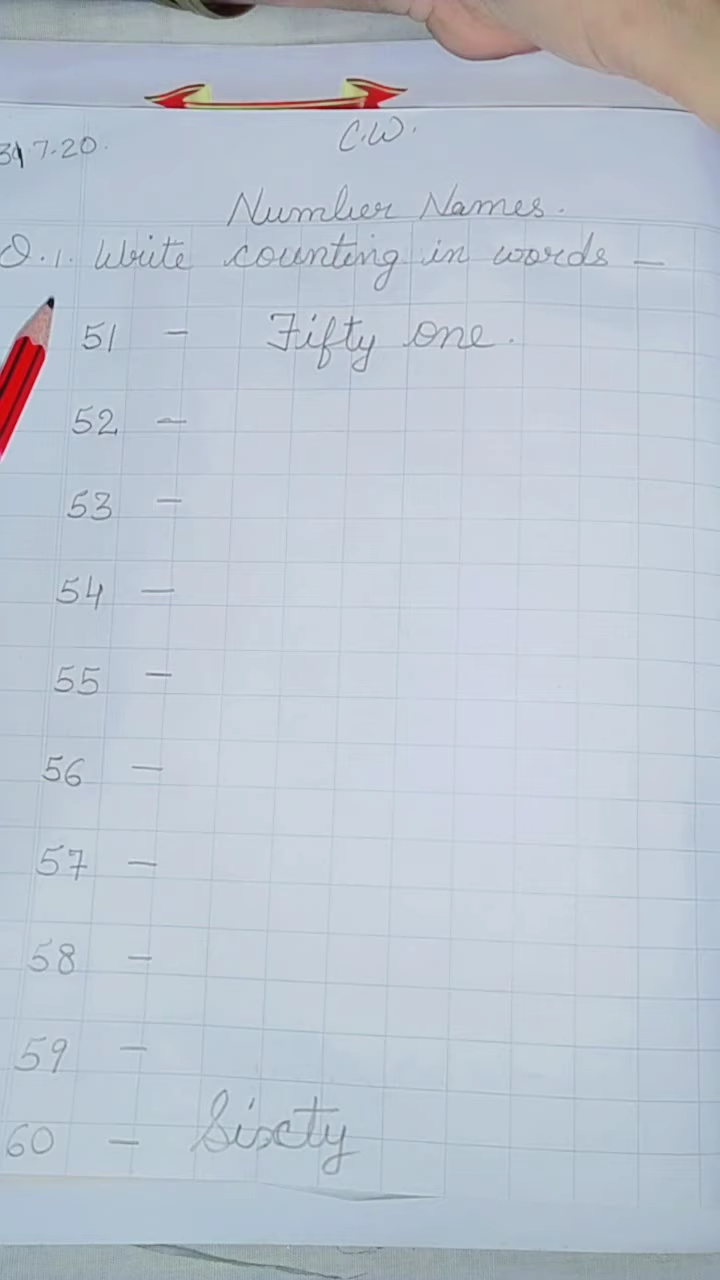 7.20.
C.W.
Number Names.
Q.1. Write counting in words –
51 – Fifty one.
52 –
53 –
54 –
55 –
56 –
57 –
58 –
59 –
60 – Sixty